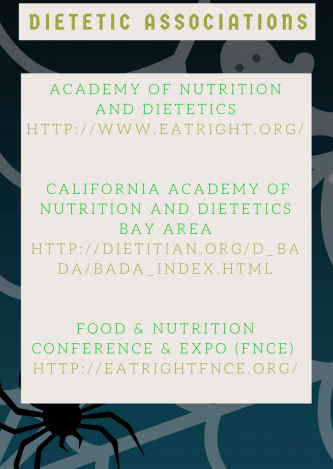 DIETETIC ASSOCIATIONS
ACADEMY OF NUTRITION
AND DIETETICS
HTTP://WWW.EATRIGHT.ORG/
CALIFORNIA ACADEMY OF
NUTRITION AND DIETETICS
BAY AREA
HTTP://DIETITIAN.ORG/D_BA
DA/BADA_INDEX.HTML
FOOD & NUTRITION
CONFERENCE & EXPO (FNCE)
HTTP://EATRIGHTFNCE.ORG/